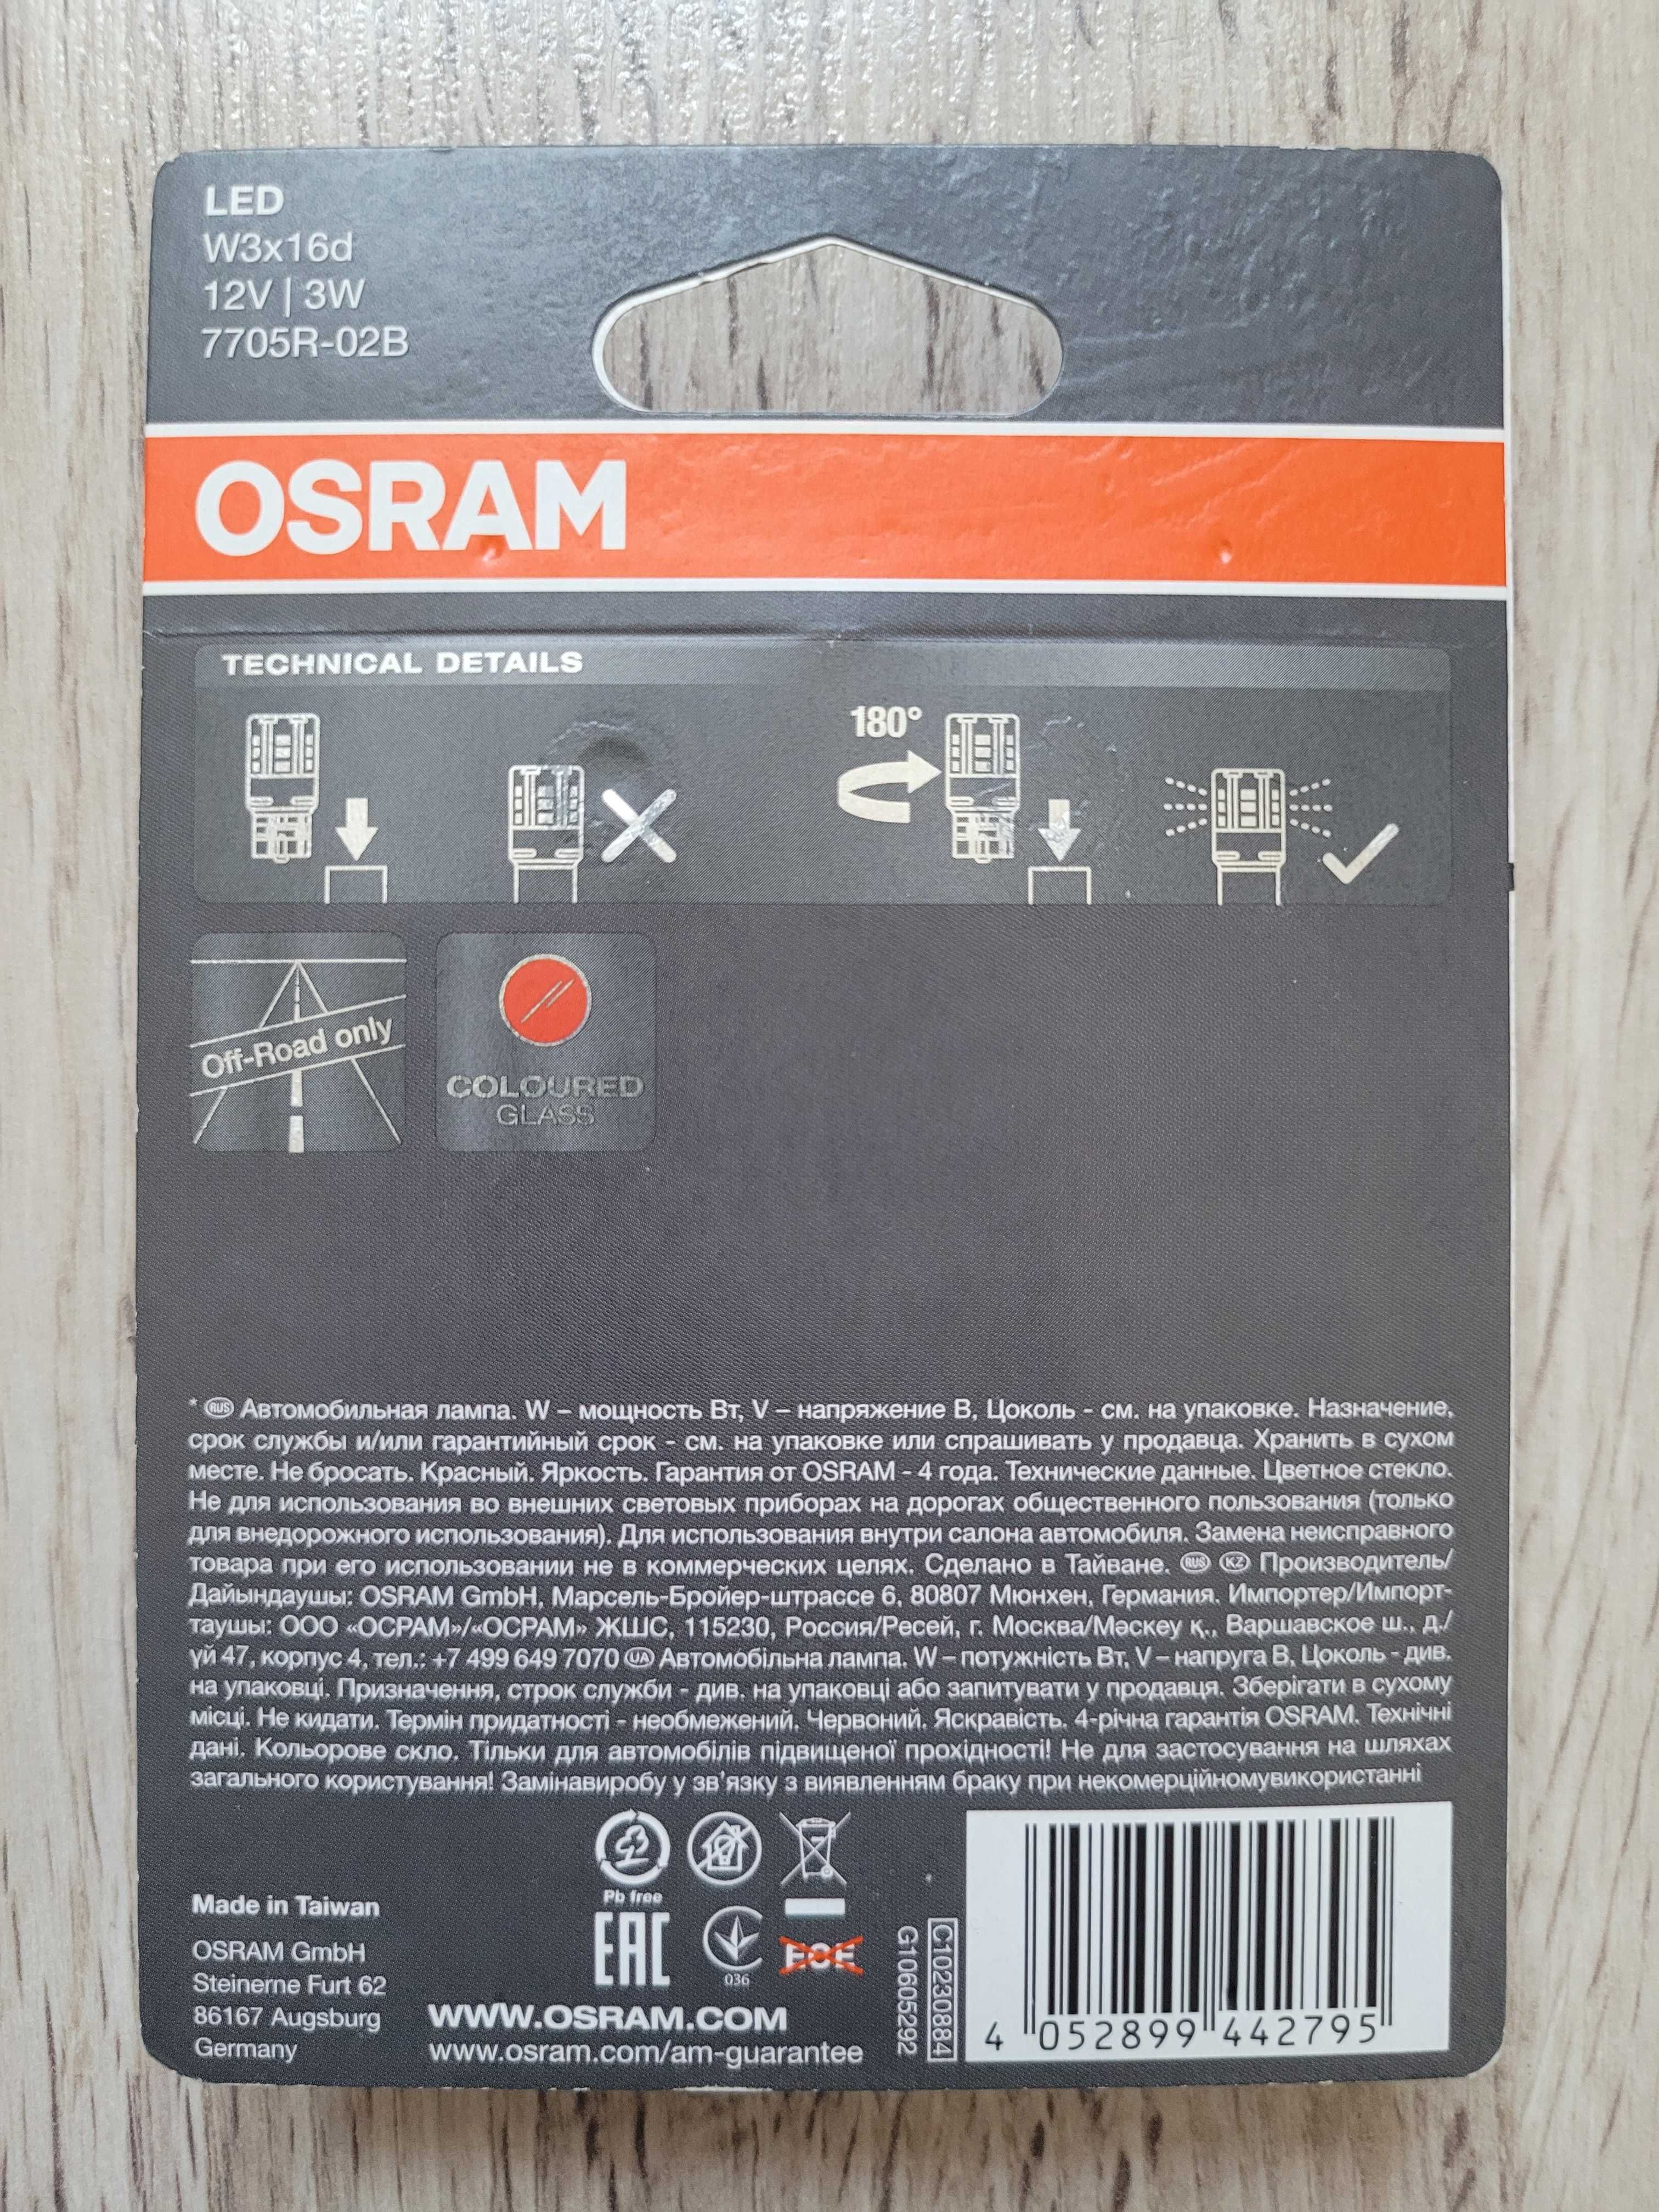 LED
W3x16d
12V | 3W
7705R-02B
OSRAM
TECHNICAL DETAILS
180°
Off-Road only
COLOURED
GLASS
* RUS Автомобильная лампа. W – мощность Вт, V – напряжение В, Цоколь - см. на упаковке. Назначение,
срок службы и/или гарантийный срок - см. на упаковке или спрашивать у продавца. Хранить в сухом
месте. Не бросать. Красный. Яркость. Гарантия от OSRAM - 4 года. Технические данные. Цветное стекло.
Не для использования во внешних световых приборах на дорогах общественного пользования (только
для внедорожного использования). Для использования внутри салона автомобиля. Замена неисправного
товара при его использовании не в коммерческих целях. Сделано в Тайване. RUS KZ Производитель/
Дайындаушы: OSRAM GmbH, Марсель-Бройер-штрассе 6, 80807 Мюнхен, Германия. Импортер/Импорт-
таушы: ООО «ОСРАМ»/«ОСРАМ» ЖШС, 115230, Россия/Ресей, г. Москва/Мәскеу қ., Варшавское ш., д./
үй 47, корпус 4, тел.: +7 499 649 7070 UA Автомобільна лампа. W – потужність Вт, V – напруга В, Цоколь - див.
на упаковці. Призначення, строк служби - див. на упаковці або запитувати у продавця. Зберігати в сухому
місці. Не кидати. Термін придатності - необмежений. Червоний. Яскравість. 4-річна гарантія OSRAM. Технічні
дані. Кольорове скло. Тільки для автомобілів підвищеної прохідності! Не для застосування на шляхах
загального користування! Замінавиробу у зв'язку з виявленням браку при некомерційномувикористанні
Pb free
Made in Taiwan
OSRAM GmbH
Steinerne Furt 62
86167 Augsburg
Germany
EAC
036
ECE
WWW.OSRAM.COM
www.osram.com/am-guarantee
G10605292
C10230884
4 052899 442795